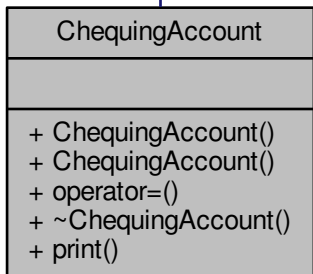 ChequingAccount
+ ChequingAccount()
+ ChequingAccount()
+ operator=()
+ ~ChequingAccount()
+ print()